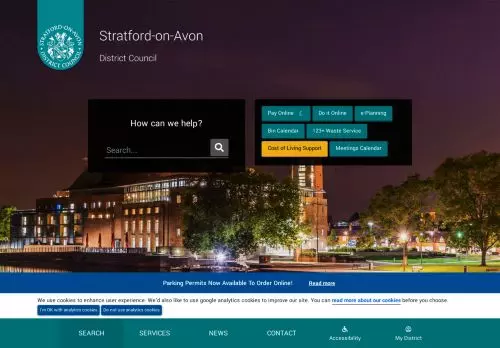 STRATFORD-ON-AVON
DISTRICT COUNCIL
Stratford-on-Avon
District Council
How can we help?
Search...
Pay Online
Do it Online
e-Planning
Bin Calendar
123+ Waste Service
Cost of Living Support
Meetings Calendar
Parking Permits Now Available To Order Online! Read more
We use cookies to enhance user experience. We'd also like to use google analytics cookies to improve our site. You can read more about our cookies before you choose.
I'm OK with analytics cookies Do not use analytics cookies
SEARCH SERVICES NEWS CONTACT Accessibility My District